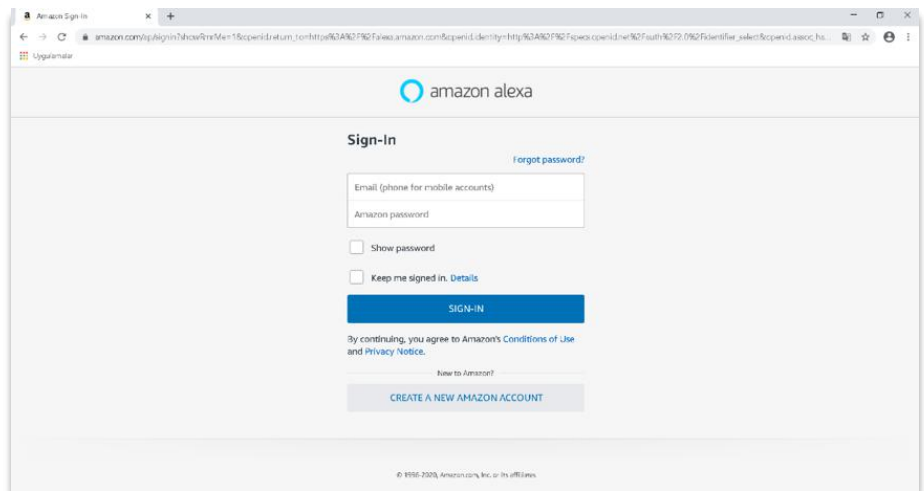 Amazon Sign-In
Uygulamalar
amazon alexa
Sign-In
Forgot password?
Email (phone for mobile accounts)
Amazon password
Show password
Keep me signed in. Details
SIGN-IN
By continuing, you agree to Amazon's Conditions of Use
and Privacy Notice.
New to Amazon?
CREATE A NEW AMAZON ACCOUNT
© 1996-2020, Amazon.com, Inc. or its affiliates